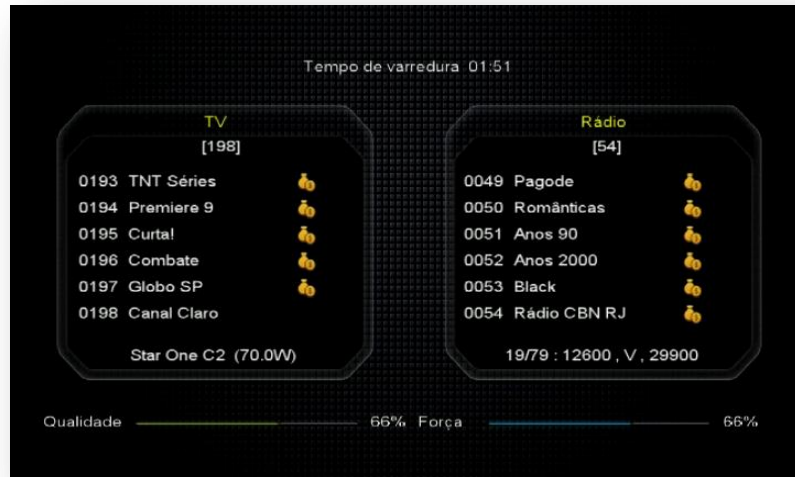 Tempo de varredura 01:51
TV
[198]
0193 TNT Séries
0194 Premiere 9
0195 Curta!
0196 Combate
0197 Globo SP
0198 Canal Claro
Star One C2 (70.0W)
Rádio
[54]
0049 Pagode
0050 Românticas
0051 Anos 90
0052 Anos 2000
0053 Black
0054 Rádio CBN RJ
19/79 : 12600 , V , 29900
Qualidade 66% Força 66%